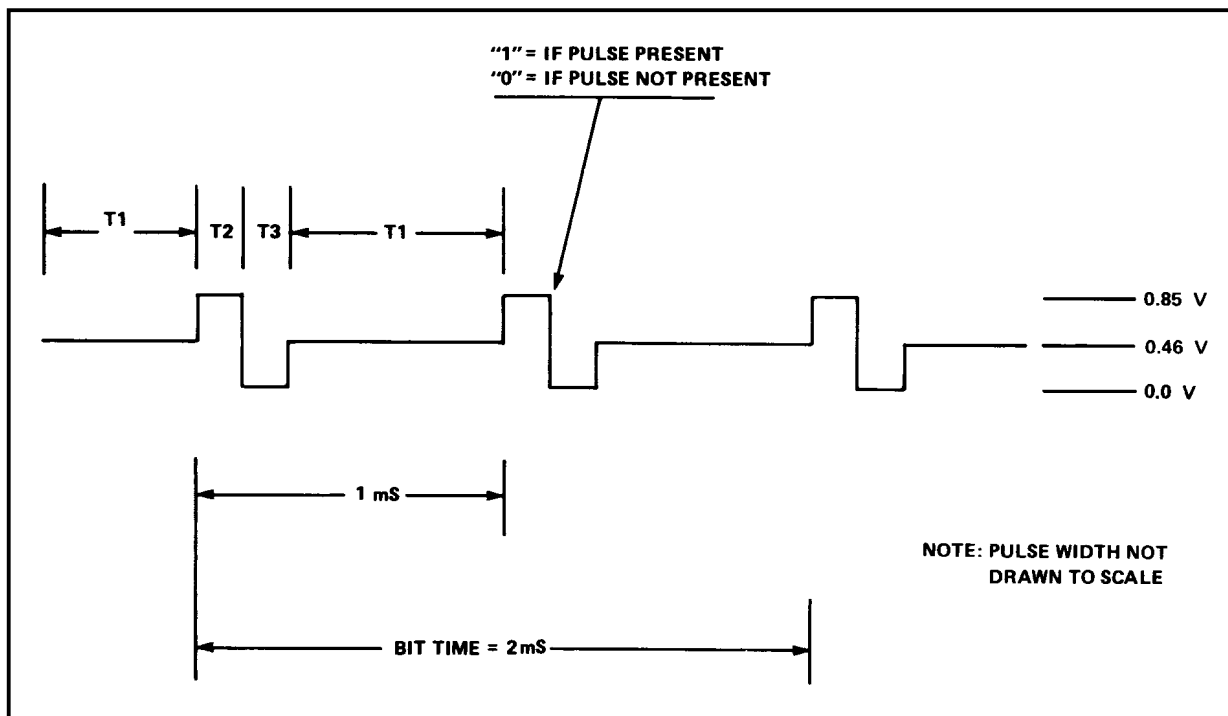 “1” = IF PULSE PRESENT
“0” = IF PULSE NOT PRESENT
T1
T2
T3
T1
0.85 V
0.46 V
0.0 V
1 mS
NOTE: PULSE WIDTH NOT
DRAWN TO SCALE
BIT TIME = 2mS